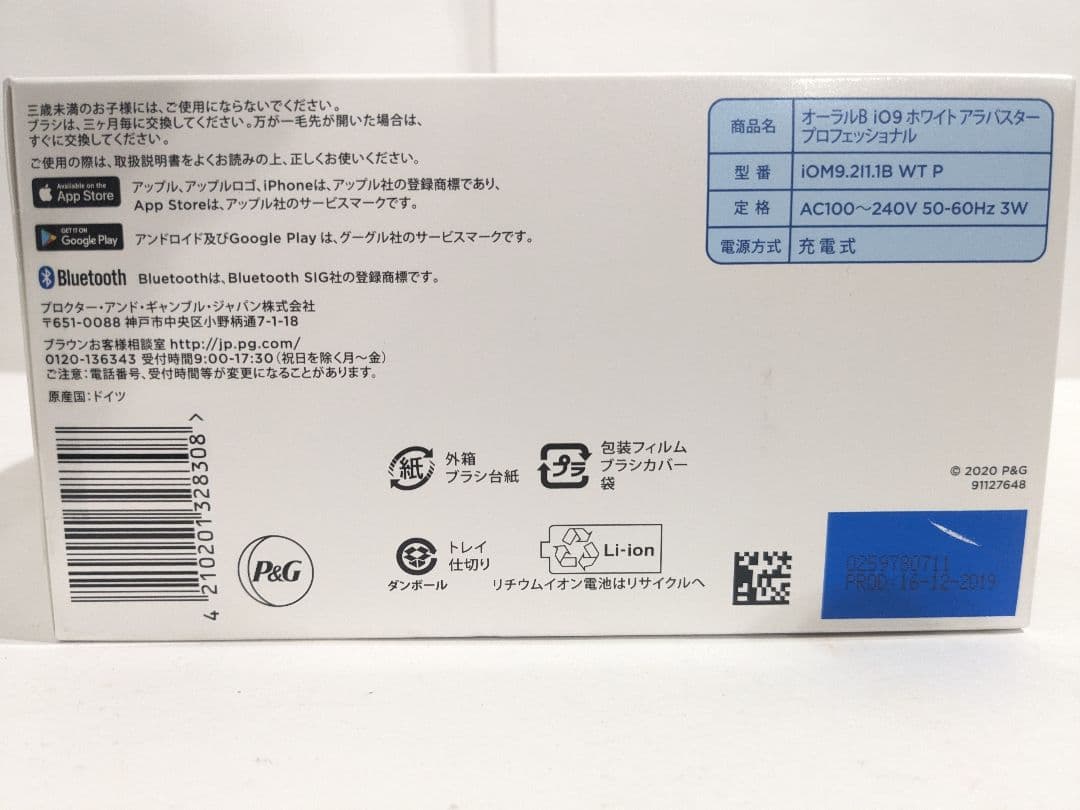 三歳未満のお子様には、ご使用にならないでください。
ブラシは、三ヶ月毎に交換してください。万が一毛先が開いた場合は、
すぐに交換してください。
ご使用の際は、取扱説明書をよくお読みの上、正しくお使いください。
Available on the
App Store
アップル、アップルロゴ、iPhoneは、アップル社の登録商標であり、
App Storeは、アップル社のサービスマークです。
GET IT ON
Google Play
アンドロイド及びGoogle Play は、グーグル社のサービスマークです。
Bluetooth
Bluetoothは、Bluetooth SIG社の登録商標です。
プロクター・アンド・ギャンブル・ジャパン株式会社
〒651-0088 神戸市中央区小野柄通7-1-18
ブラウンお客様相談室 http://jp.pg.com/
0120-136343 受付時間9:00-17:30（祝日を除く月〜金）
ご注意：電話番号、受付時間等が変更になることがあります。
原産国：ドイツ
商品名
オーラルB iO9 ホワイト アラバスター
プロフェッショナル
型 番
iOM9.2I1.1B WT P
定 格
AC100〜240V 50-60Hz 3W
電源方式
充電式
4 210201 328308 >
P&G
紙
外箱
ブラシ台紙
プラ
包装フィルム
ブラシカバー
袋
トレイ
仕切り
ダンボール
Li-ion
リチウムイオン電池はリサイクルへ
© 2020 P&G
91127648
0259780711
PROD 16-12-2019